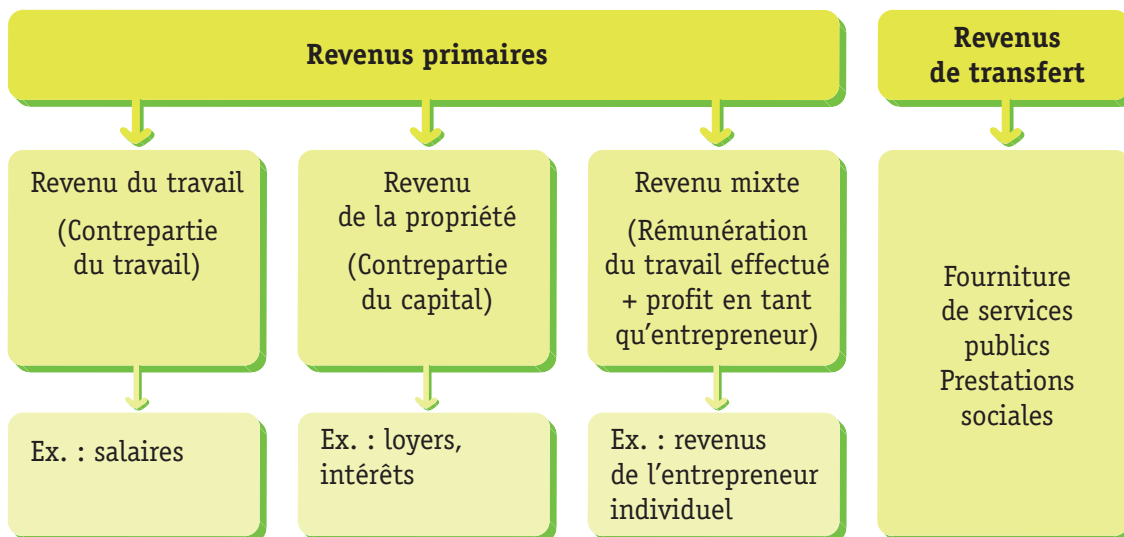 Revenus primaires
Revenus
de transfert
Revenu du travail
(Contrepartie
du travail)
Revenu
de la propriété
(Contrepartie
du capital)
Revenu mixte
(Rémunération
du travail effectué
+ profit en tant
qu’entrepreneur)
Fourniture
de services
publics
Prestations
sociales
Ex. : salaires
Ex. : loyers,
intérêts
Ex. : revenus
de l’entrepreneur
individuel